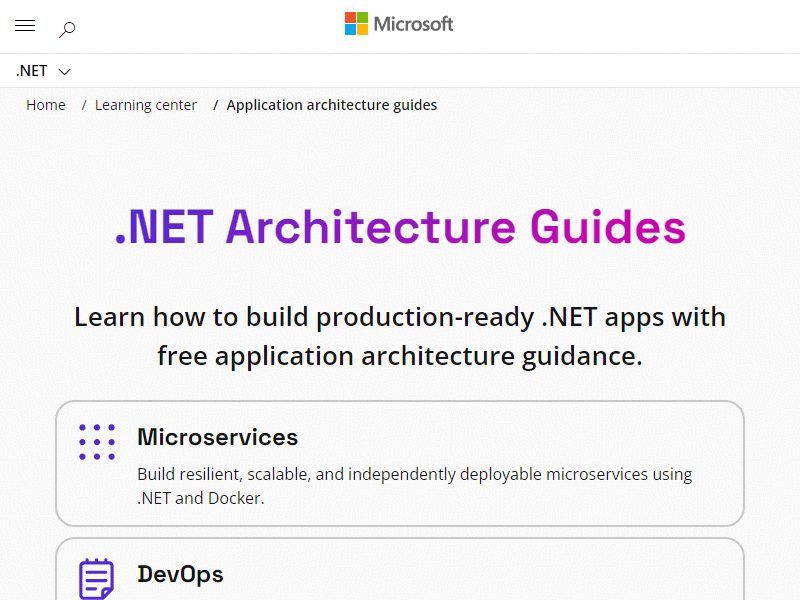 Microsoft
.NET
Home / Learning center / Application architecture guides
.NET Architecture Guides
Learn how to build production-ready .NET apps with
free application architecture guidance.
Microservices
Build resilient, scalable, and independently deployable microservices using
.NET and Docker.
DevOps